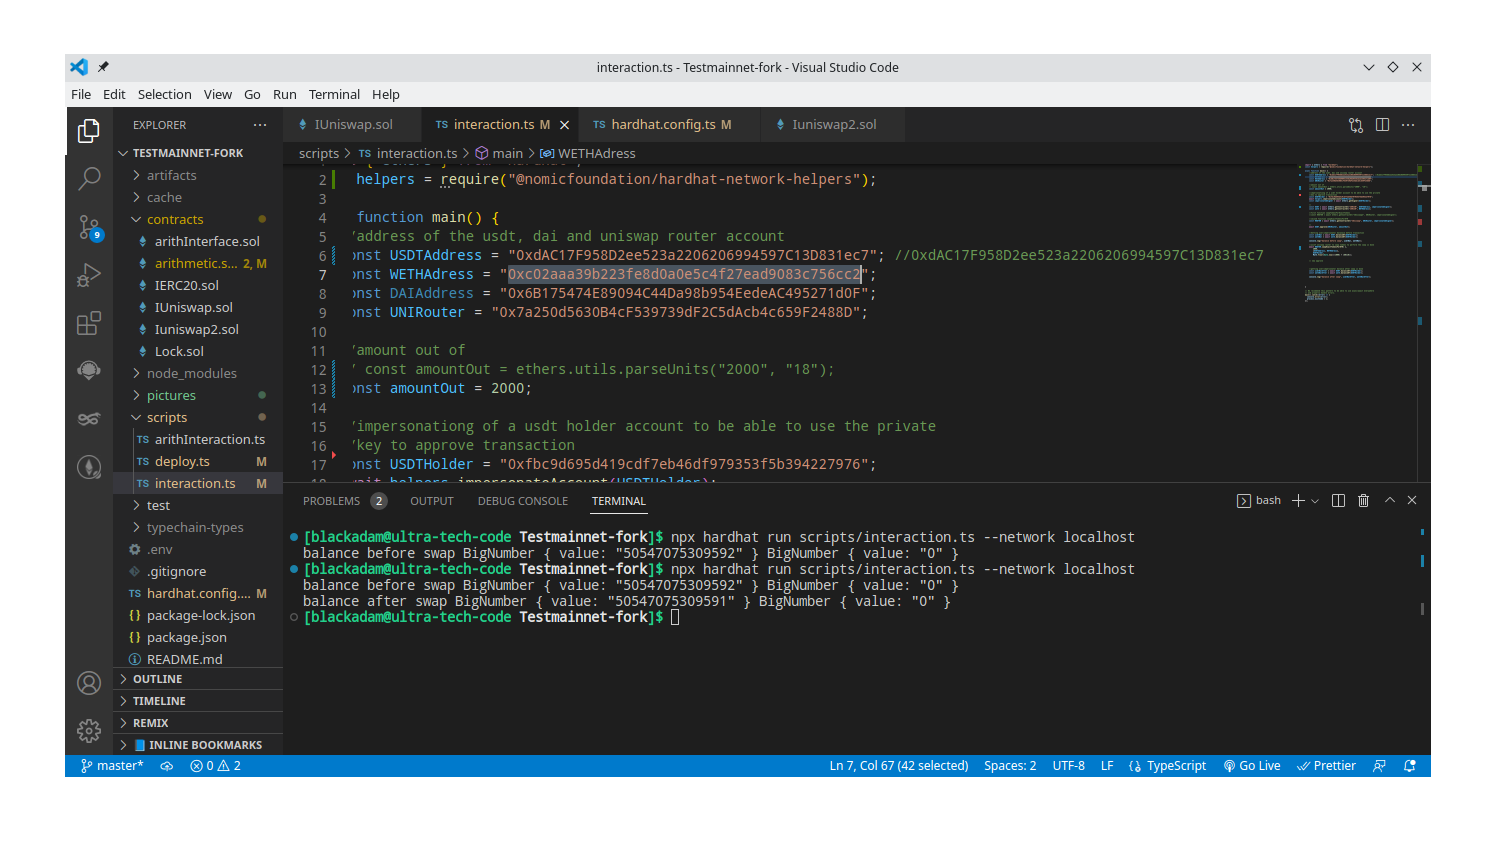 interaction.ts - Testmainnet-fork - Visual Studio Code
File Edit Selection View Go Run Terminal Help
EXPLORER ···
IUniswap.sol
TS interaction.ts M
TS hardhat.config.ts M
Iuniswap2.sol
scripts > TS interaction.ts > main > WETHAdress
TESTMAINNET-FORK
artifacts
cache
contracts
arithInterface.sol
arithmetic.s... 2, M
IERC20.sol
IUniswap.sol
Iuniswap2.sol
Lock.sol
node_modules
pictures
scripts
TS arithInteraction.ts
TS deploy.ts M
TS interaction.ts M
test
typechain-types
.env
.gitignore
TS hardhat.config.... M
{} package-lock.json
{} package.json
README.md
OUTLINE
TIMELINE
REMIX
INLINE BOOKMARKS
9
2 helpers = require("@nomicfoundation/hardhat-network-helpers");
3
4 function main() {
5 /address of the usdt, dai and uniswap router account
6 onst USDTAddress = "0xdAC17F958D2ee523a2206206994597C13D831ec7"; //0xdAC17F958D2ee523a2206206994597C13D831ec7
7 onst WETHAdress = "0xc02aaa39b223fe8d0a0e5c4f27ead9083c756cc2";
8 onst DAIAddress = "0x6B175474E89094C44Da98b954EedeAC495271d0F";
9 onst UNIRouter = "0x7a250d5630B4cF539739dF2C5dAcb4c659F2488D";
10
11 /amount out of
12 / const amountOut = ethers.utils.parseUnits("2000", "18");
13 onst amountOut = 2000;
14
15 /impersonationg of a usdt holder account to be able to use the private
16 /key to approve transaction
17 onst USDTHolder = "0xfbc9d695d419cdf7eb46df979353f5b394227976";
PROBLEMS 2 OUTPUT DEBUG CONSOLE TERMINAL
bash
[blackadam@ultra-tech-code Testmainnet-fork]$ npx hardhat run scripts/interaction.ts --network localhost
balance before swap BigNumber { value: "50547075309592" } BigNumber { value: "0" }
[blackadam@ultra-tech-code Testmainnet-fork]$ npx hardhat run scripts/interaction.ts --network localhost
balance before swap BigNumber { value: "50547075309592" } BigNumber { value: "0" }
balance after swap BigNumber { value: "50547075309591" } BigNumber { value: "0" }
[blackadam@ultra-tech-code Testmainnet-fork]$
master* 0 2 Ln 7, Col 67 (42 selected) Spaces: 2 UTF-8 LF {} TypeScript Go Live Prettier